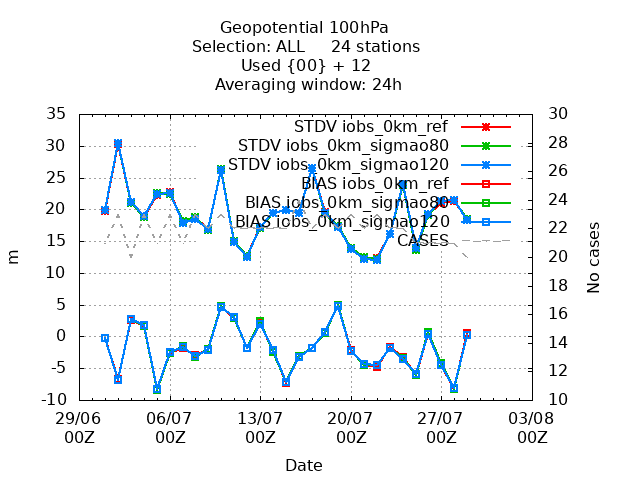 Geopotential 100hPa
Selection: ALL     24 stations
Used {00} + 12
Averaging window: 24h
35
30
25
20
15
10
5
0
-5
-10
m
30
28
26
24
22
20
18
16
14
12
10
No cases
STDV iobs_0km_ref
STDV iobs_0km_sigmao80
STDV iobs_0km_sigmao120
BIAS iobs_0km_ref
BIAS iobs_0km_sigmao80
BIAS iobs_0km_sigmao120
CASES
29/06 06/07 13/07 20/07 27/07 03/08
00Z 00Z 00Z 00Z 00Z 00Z
Date